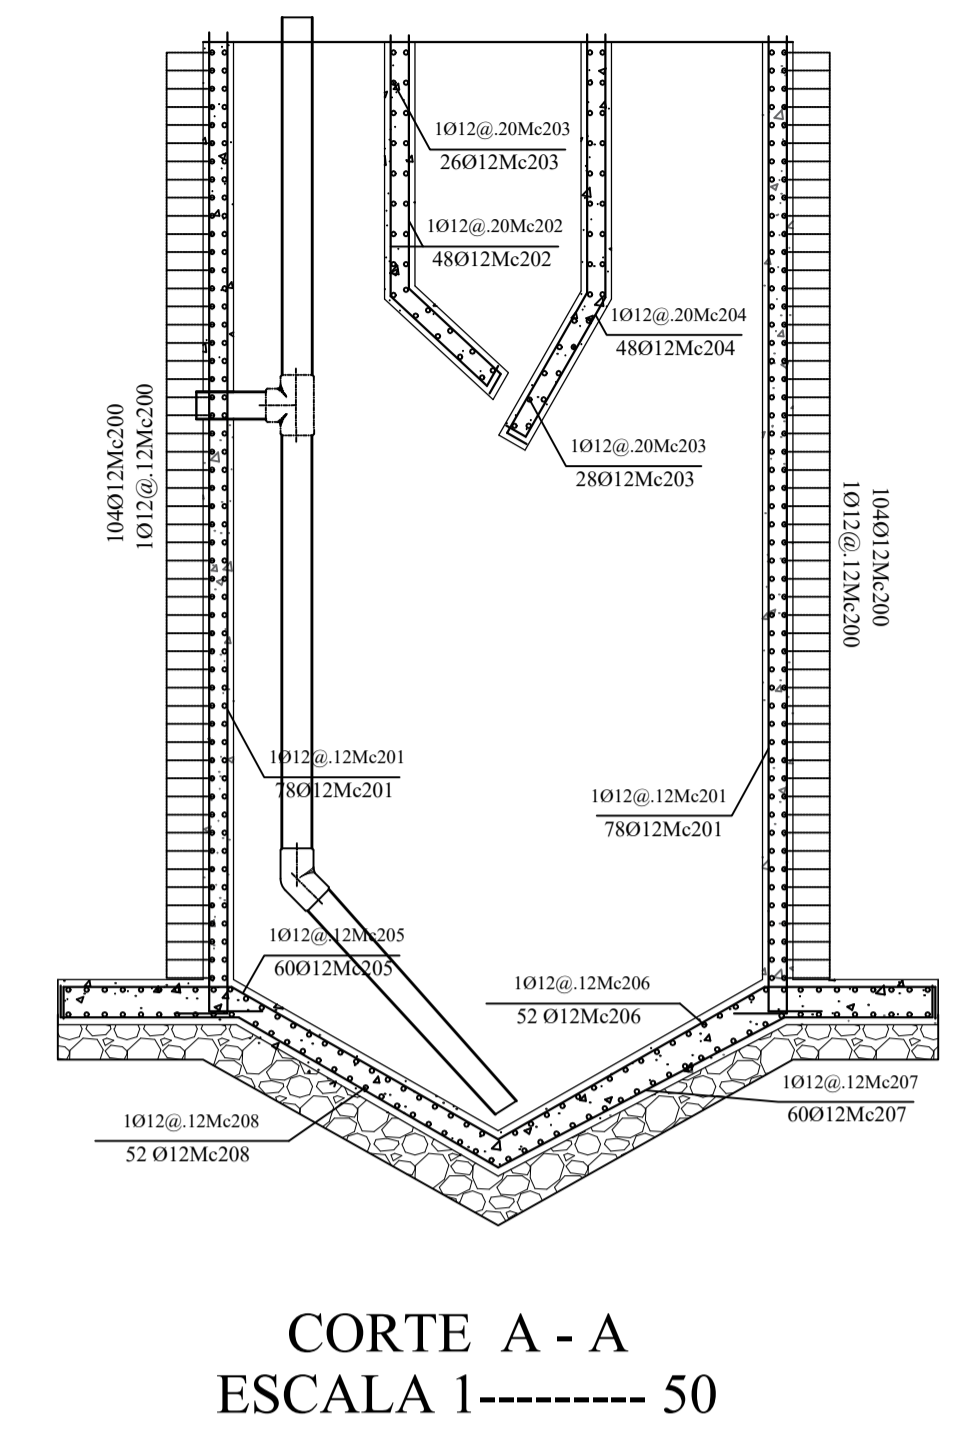 1Ø12@.20Mc203
26Ø12Mc203
1Ø12@.20Mc202
48Ø12Mc202
1Ø12@.20Mc204
48Ø12Mc204
1Ø12@.20Mc203
28Ø12Mc203
104Ø12Mc200
1Ø12@.12Mc200
104Ø12Mc200
1Ø12@.12Mc200
1Ø12@.12Mc201
78Ø12Mc201
1Ø12@.12Mc201
78Ø12Mc201
1Ø12@.12Mc205
60Ø12Mc205
1Ø12@.12Mc206
52 Ø12Mc206
1Ø12@.12Mc207
60Ø12Mc207
1Ø12@.12Mc208
52 Ø12Mc208
CORTE A - A
ESCALA 1--------- 50